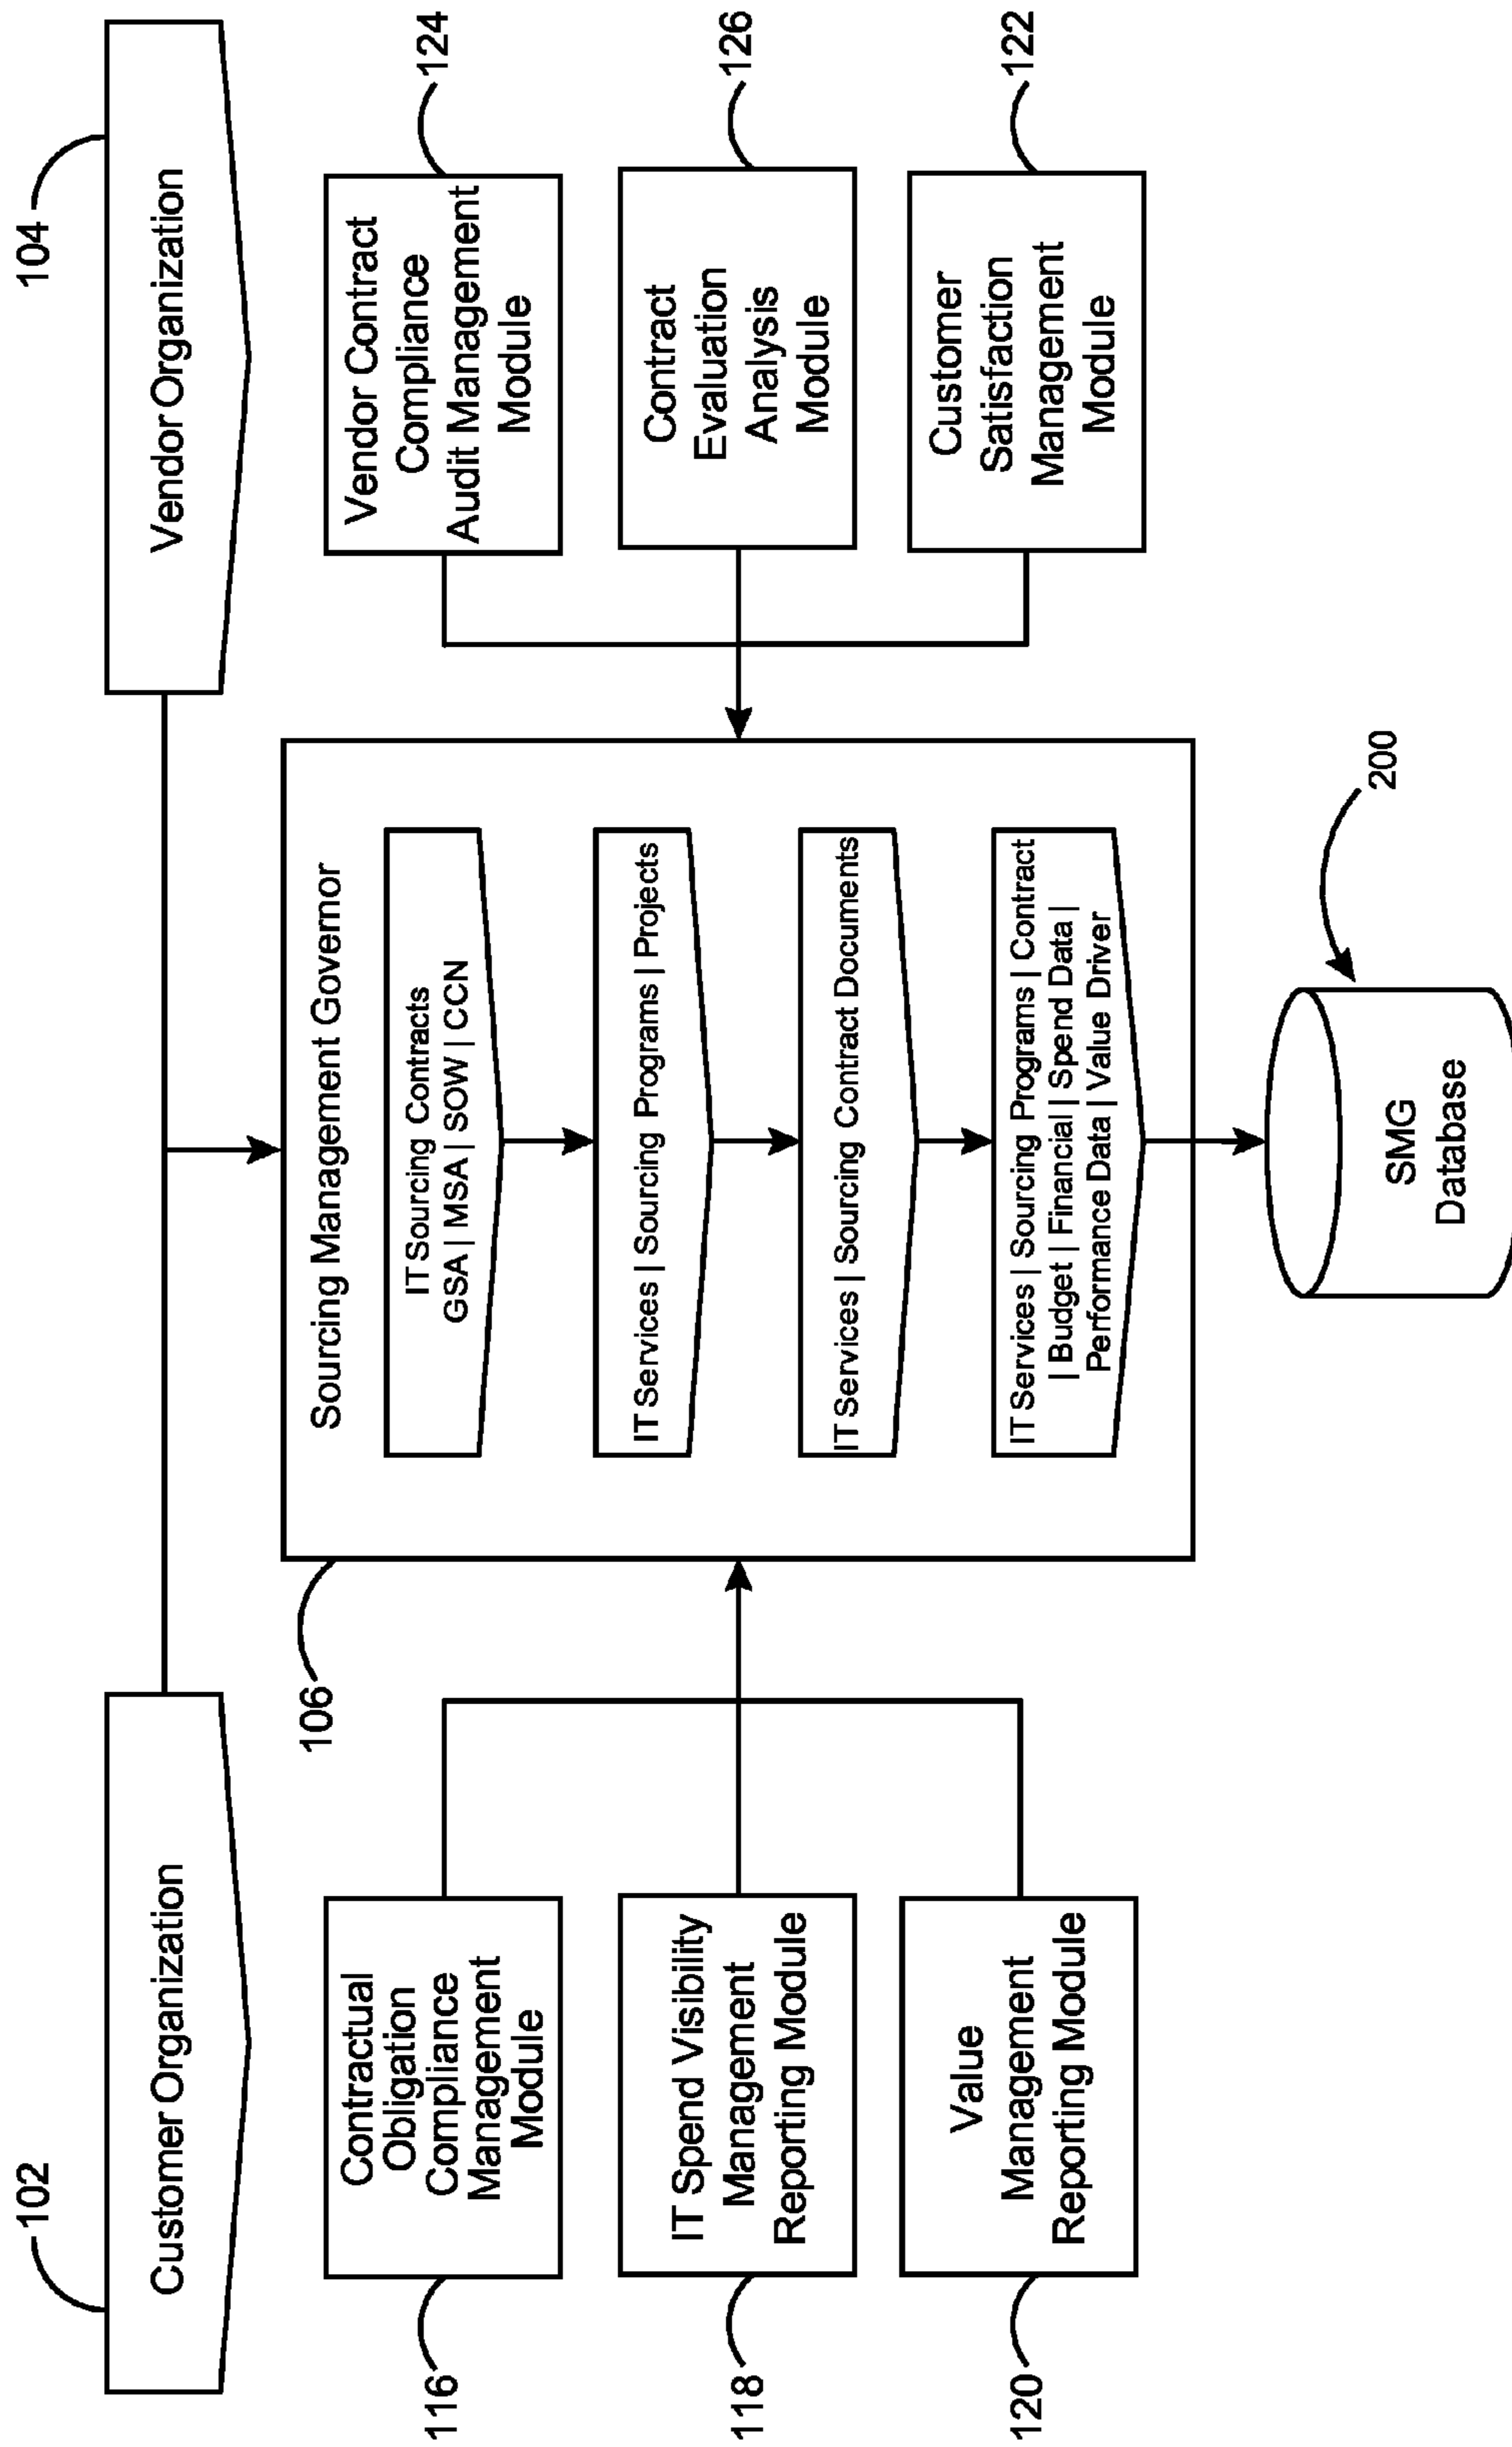 102
Customer Organization
104
Vendor Organization
106
Sourcing Management Governor
IT Sourcing Contracts
GSA | MSA | SOW | CCN
IT Services | Sourcing Programs | Projects
IT Services | Sourcing Contract Documents
IT Services | Sourcing Programs | Contract
| Budget | Financial | Spend Data |
Performance Data | Value Driver
116
Contractual
Obligation
Compliance
Management
Module
118
IT Spend Visibility
Management
Reporting Module
120
Value
Management
Reporting Module
Vendor Contract
Compliance
Audit Management
Module
124
Contract
Evaluation
Analysis
Module
126
Customer
Satisfaction
Management
Module
122
SMG
Database
200